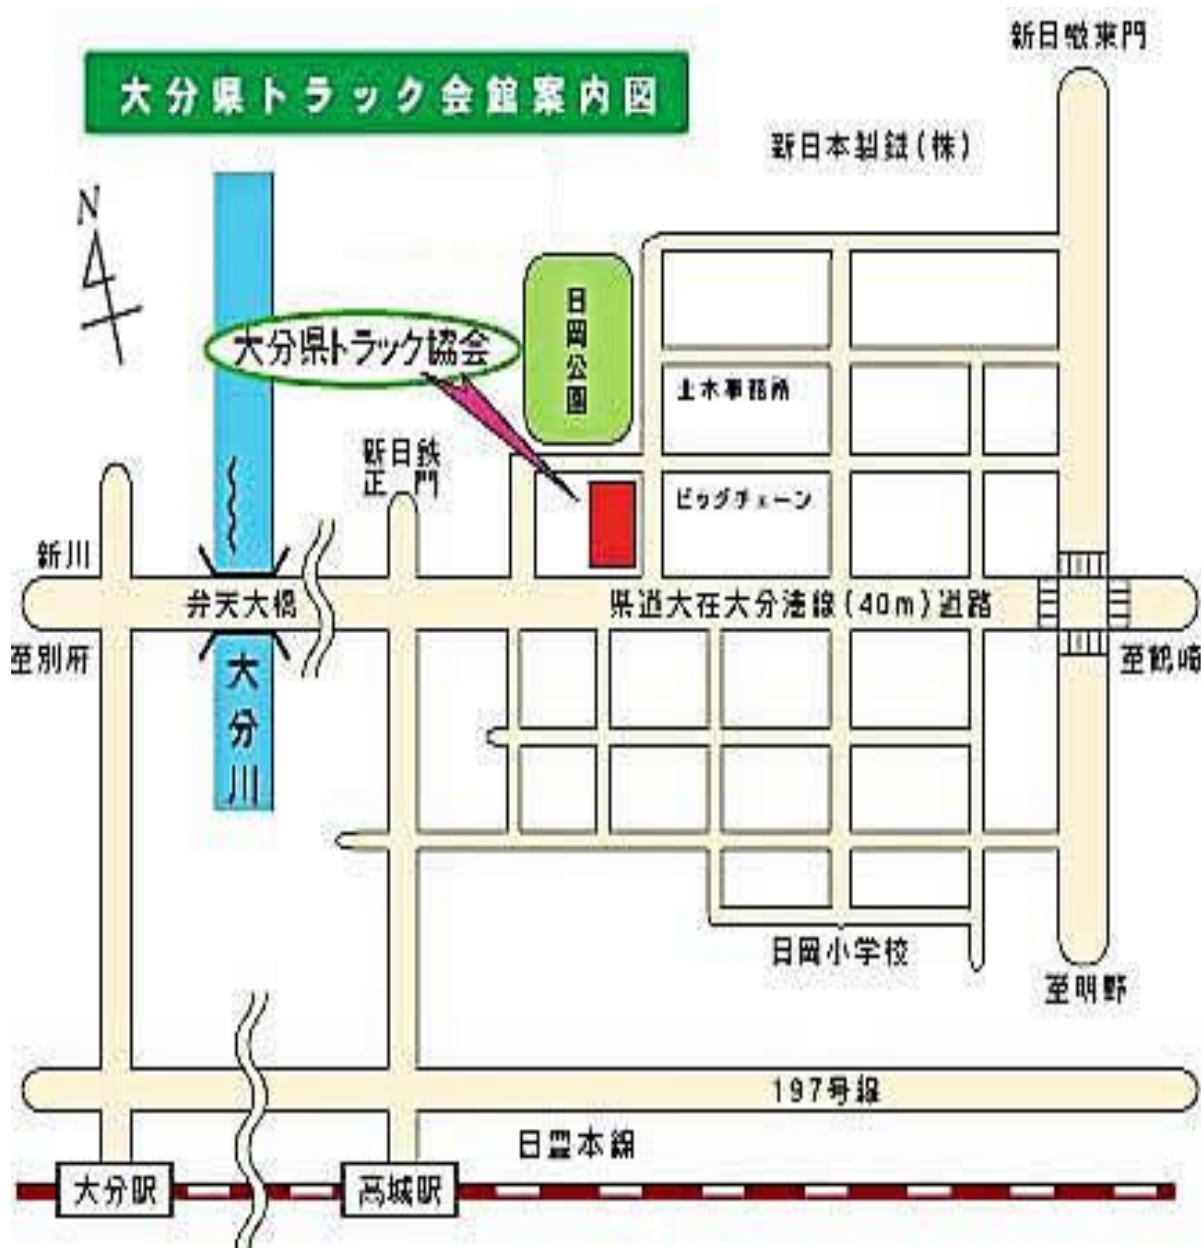 新日鐵東門
大分県トラック会館案内図
新日本製鐵(株)
N
日岡公園
大分県トラック協会
土木事務所
新日鉄
正門
ビッグチェーン
新川
弁天大橋
県道大在大分港線(40m)道路
至別府
至鶴崎
大分川
日岡小学校
至明野
197号線
日豊本線
大分駅
高城駅